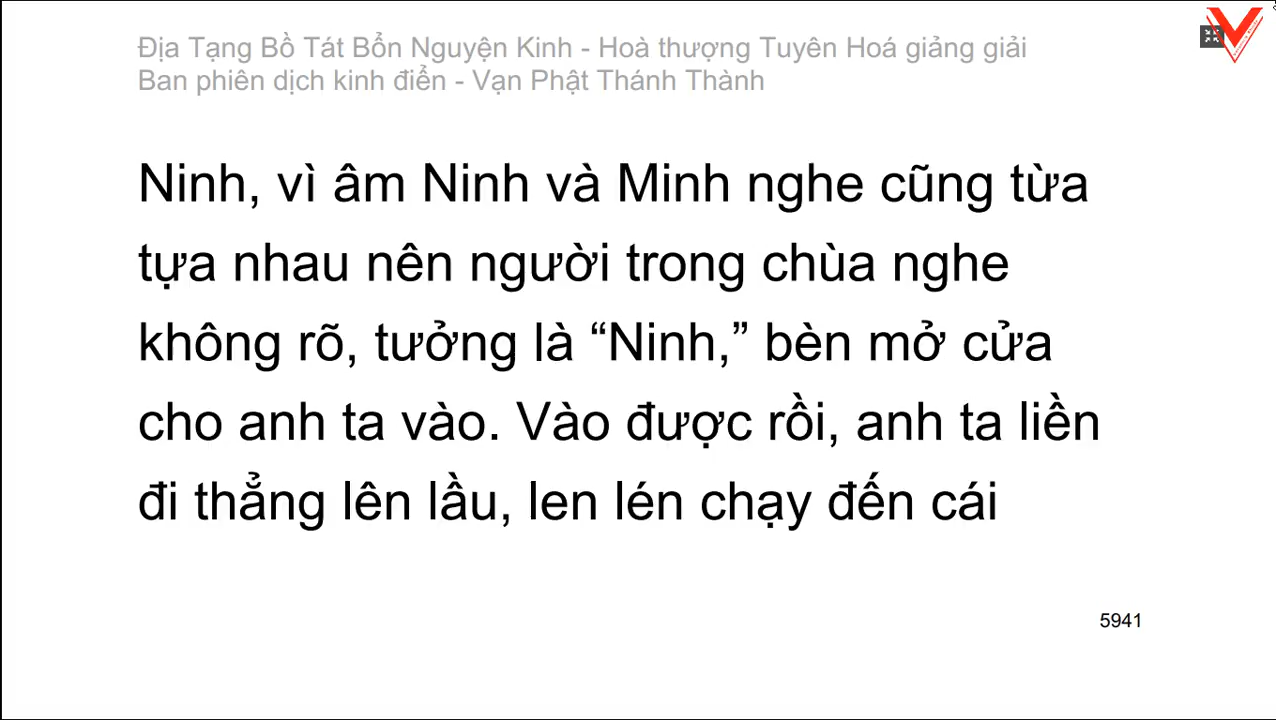 Địa Tạng Bồ Tát Bổn Nguyện Kinh - Hoà thượng Tuyên Hoá giảng giải
Ban phiên dịch kinh điển - Vạn Phật Thánh Thành
Ninh, vì âm Ninh và Minh nghe cũng từa
tựa nhau nên người trong chùa nghe
không rõ, tưởng là “Ninh,” bèn mở cửa
cho anh ta vào. Vào được rồi, anh ta liền
đi thẳng lên lầu, len lén chạy đến cái
5941